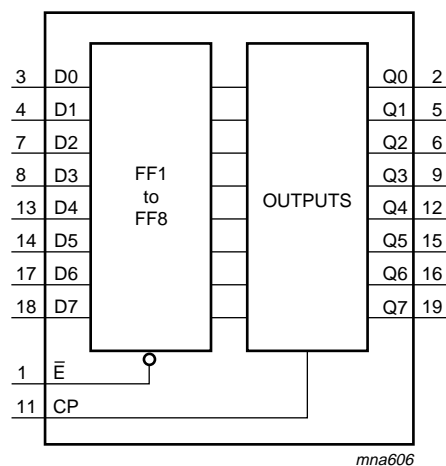 3 D0 Q0 2
4 D1 Q1 5
7 D2 Q2 6
8 D3 Q3 9
FF1
to
FF8
OUTPUTS
13 D4 Q4 12
14 D5 Q5 15
17 D6 Q6 16
18 D7 Q7 19
1 E̅
11 CP
mna606